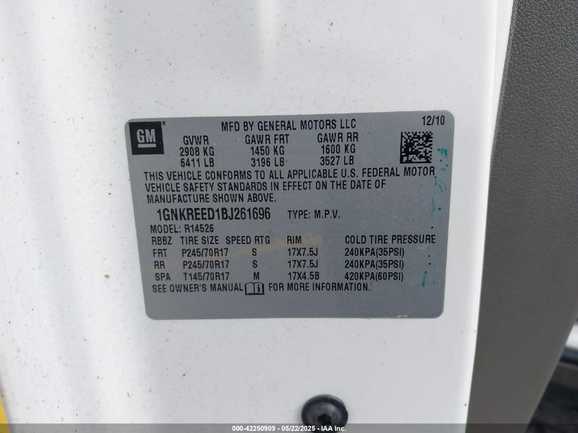 GM
MFD BY GENERAL MOTORS LLC 12/10
GVWR GAWR FRT GAWR RR
2908 KG 1450 KG 1600 KG
6411 LB 3196 LB 3527 LB
THIS VEHICLE CONFORMS TO ALL APPLICABLE U.S. FEDERAL MOTOR
VEHICLE SAFETY STANDARDS IN EFFECT ON THE DATE OF
MANUFACTURE SHOWN ABOVE.
1GNKREED1BJ261696 TYPE: M.P.V.
MODEL: R14526
RBBZ TIRE SIZE SPEED RTG RIM COLD TIRE PRESSURE
FRT P245/70R17 S 17X7.5J 240KPA(35PSI)
RR P245/70R17 S 17X7.5J 240KPA(35PSI)
SPA T145/70R17 M 17X4.5B 420KPA(60PSI)
SEE OWNER'S MANUAL FOR MORE INFORMATION.
000-42250909 - 05/22/2025 - IAA Inc.